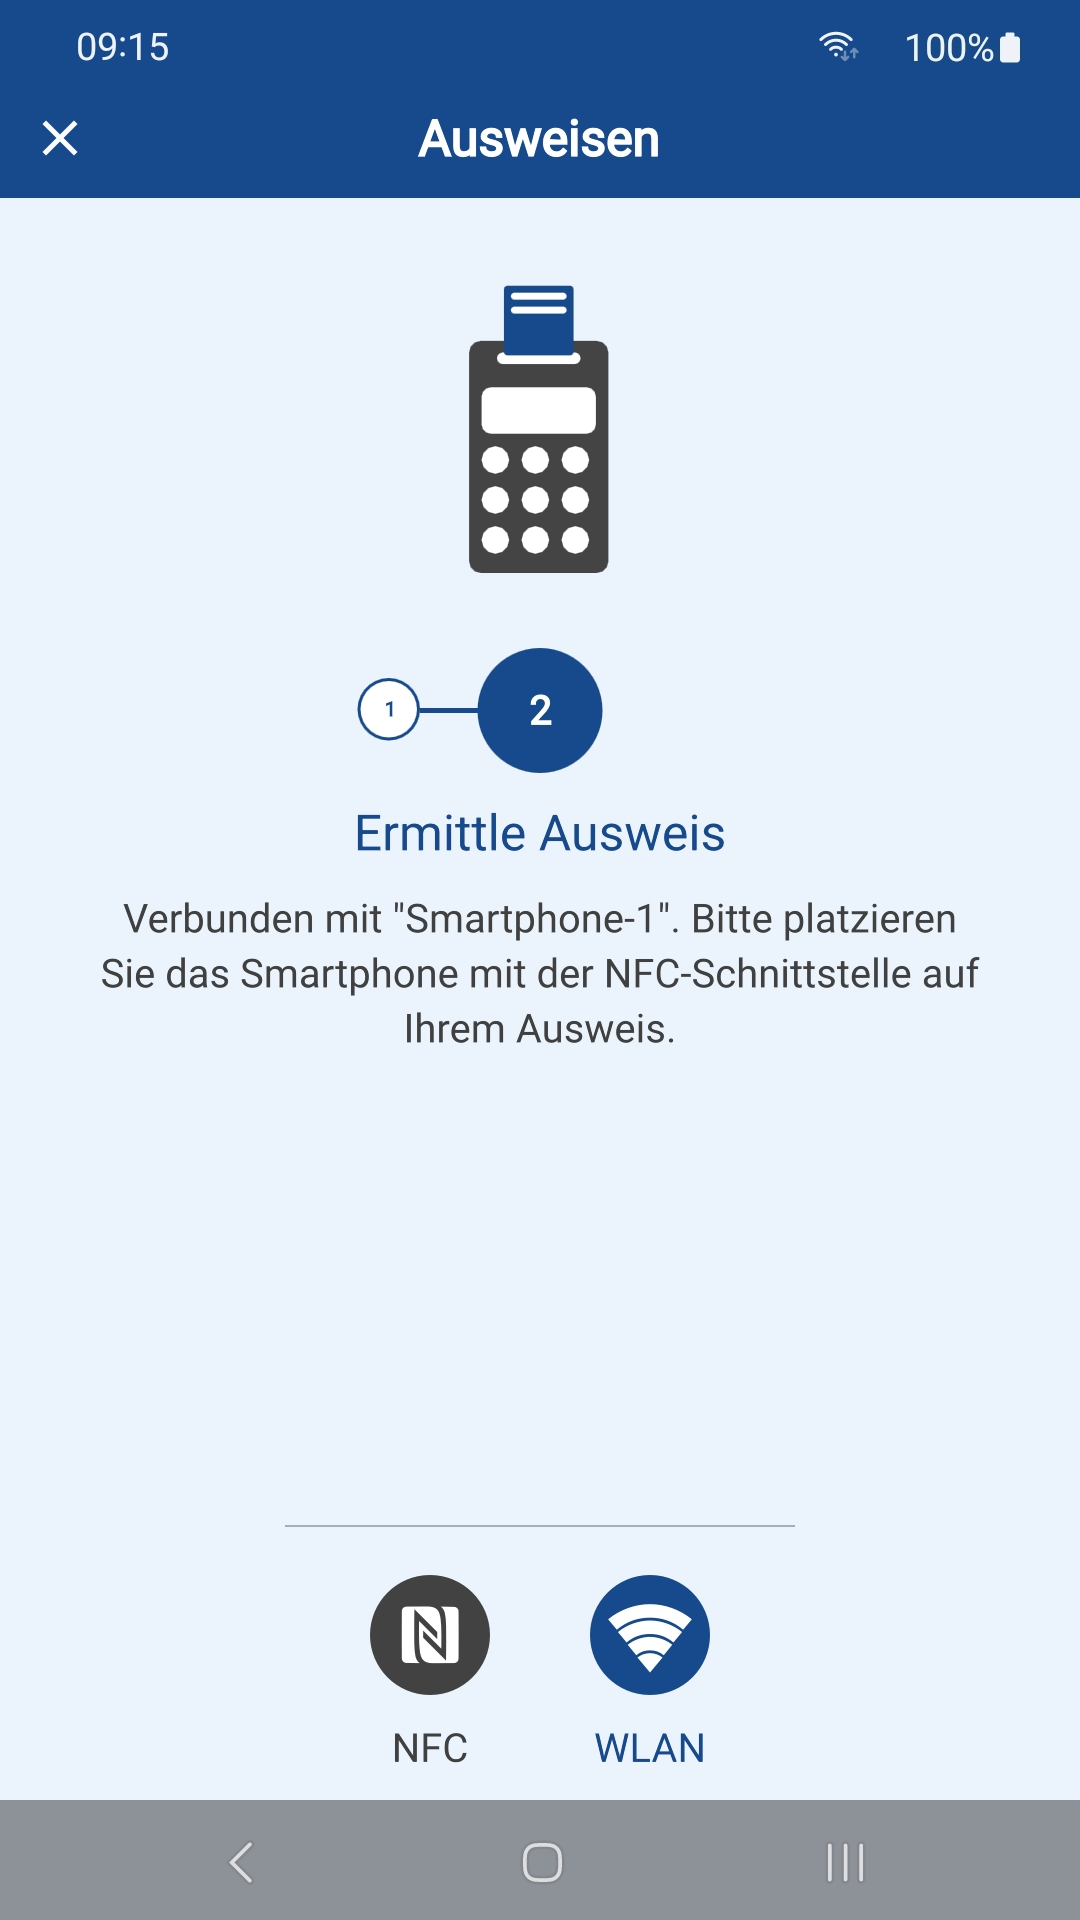 09:15
100%
Ausweisen
1
2
Ermittle Ausweis
Verbunden mit "Smartphone-1". Bitte platzieren
Sie das Smartphone mit der NFC-Schnittstelle auf
Ihrem Ausweis.
NFC
WLAN